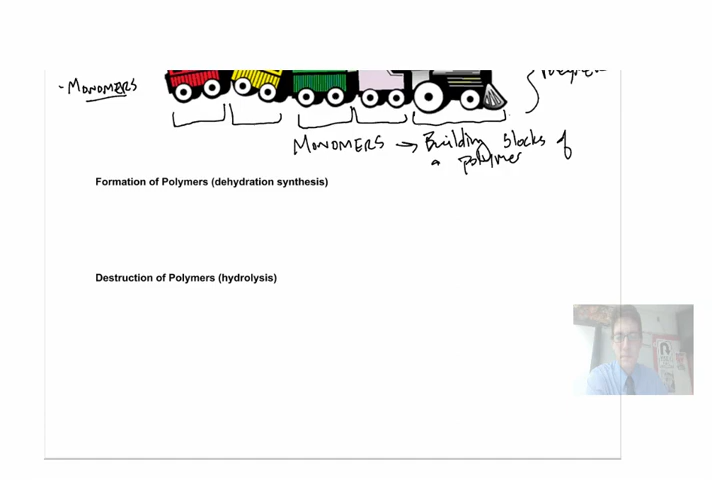 - MONOMERS
MONOMERS → Building Blocks of
a polymer
Formation of Polymers (dehydration synthesis)
Destruction of Polymers (hydrolysis)